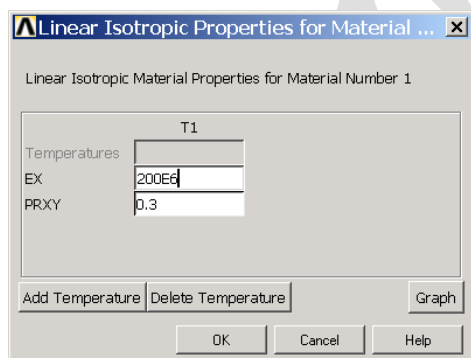 Linear Isotropic Properties for Material ...
Linear Isotropic Material Properties for Material Number 1
T1
Temperatures
EX 200E6
PRXY 0.3
Add Temperature Delete Temperature Graph
OK Cancel Help